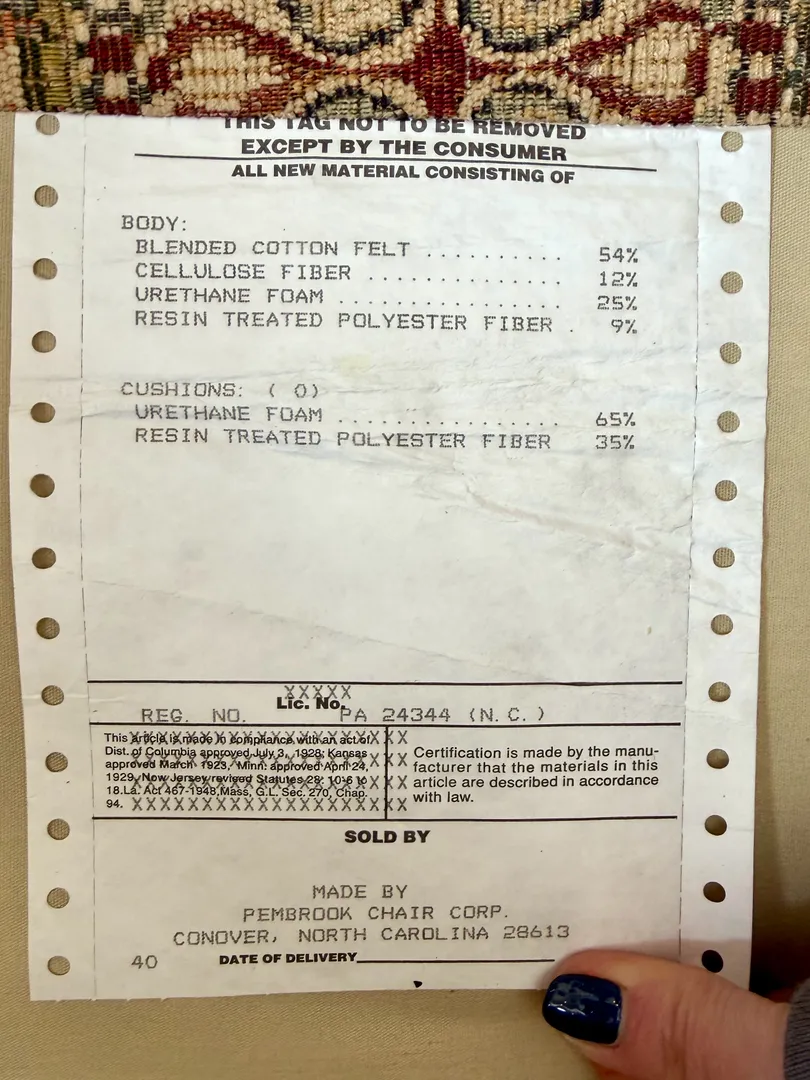 THIS TAG NOT TO BE REMOVED
EXCEPT BY THE CONSUMER
ALL NEW MATERIAL CONSISTING OF
BODY:
BLENDED COTTON FELT .......... 54%
CELLULOSE FIBER .............. 12%
URETHANE FOAM ................ 25%
RESIN TREATED POLYESTER FIBER . 9%
CUSHIONS: ( 0)
URETHANE FOAM ................ 65%
RESIN TREATED POLYESTER FIBER 35%
XXXXX
Lic. No.
REG. NO. PA 24344 (N.C.)
This article is made in compliance with an act of
Dist. of Columbia approved July 3, 1928; Kansas
approved March 1923, Minn. approved April 24,
1929, New Jersey revised Statutes 26: 10-6 to
18.La. Act 467-1948,Mass, G.L. Sec. 270, Chap.
94. XXXXXXXXXXXXXXXXXXXX
Certification is made by the manu-
facturer that the materials in this
article are described in accordance
with law.
SOLD BY
MADE BY
PEMBROOK CHAIR CORP.
CONOVER, NORTH CAROLINA 28613
40 DATE OF DELIVERY